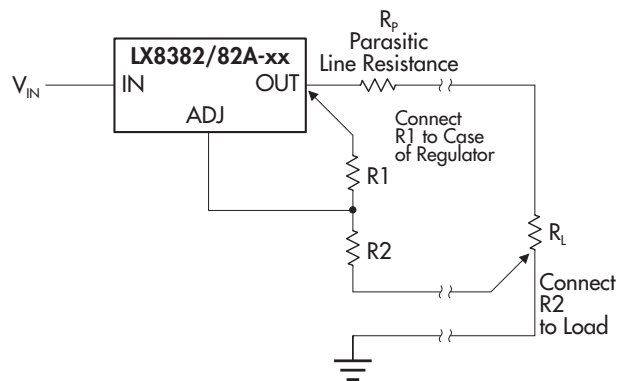 R_P
Parasitic
Line Resistance
LX8382/82A-xx
V_IN
IN
OUT
ADJ
Connect
R1 to Case
of Regulator
R1
R2
R_L
Connect
R2
to Load